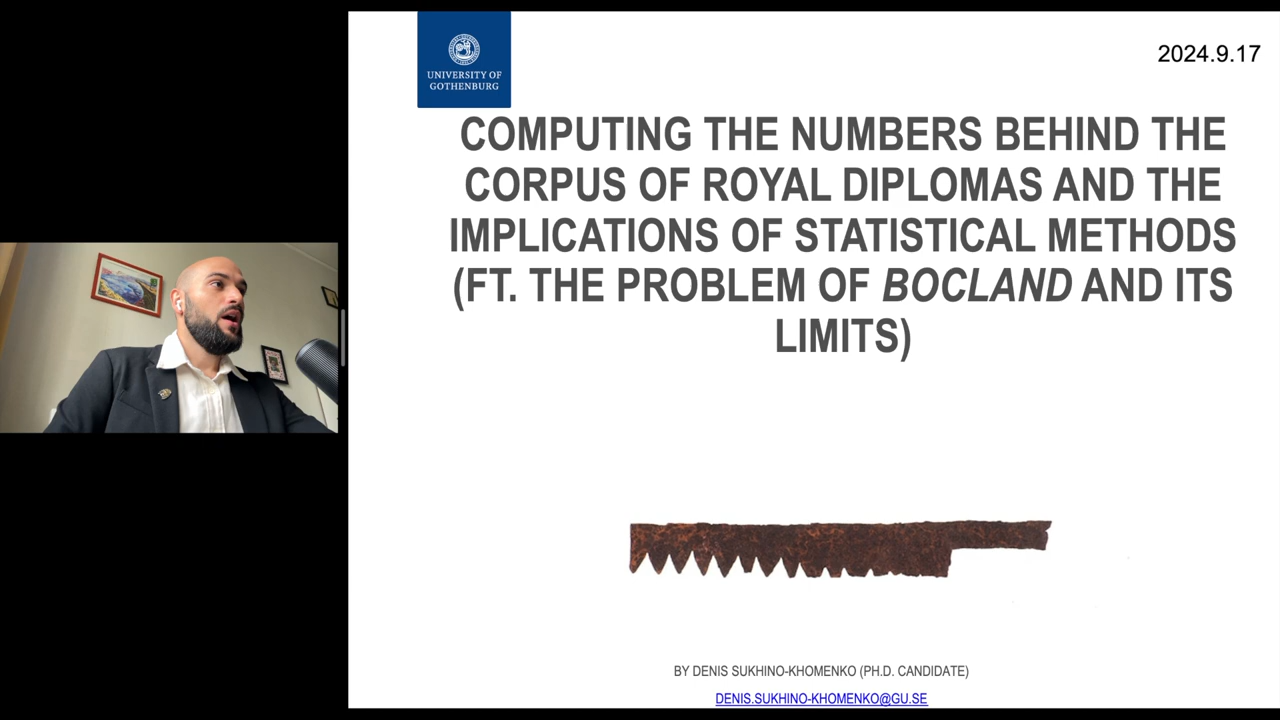 UNIVERSITY OF
GOTHENBURG
2024.9.17
COMPUTING THE NUMBERS BEHIND THE
CORPUS OF ROYAL DIPLOMAS AND THE
IMPLICATIONS OF STATISTICAL METHODS
(FT. THE PROBLEM OF BOCLAND AND ITS
LIMITS)
BY DENIS SUKHINO-KHOMENKO (PH.D. CANDIDATE)
DENIS.SUKHINO-KHOMENKO@GU.SE